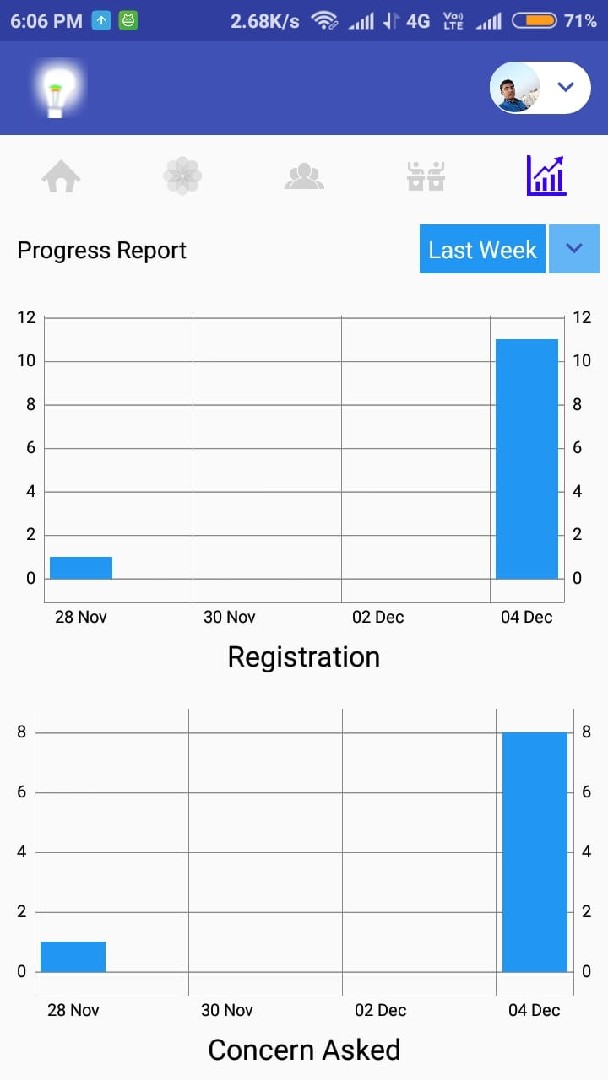 6:06 PM 2.68K/s 4G Vo) LTE 71%
Progress Report Last Week
12 12
10 10
8 8
6 6
4 4
2 2
0 0
28 Nov 30 Nov 02 Dec 04 Dec
Registration
8 8
6 6
4 4
2 2
0 0
28 Nov 30 Nov 02 Dec 04 Dec
Concern Asked